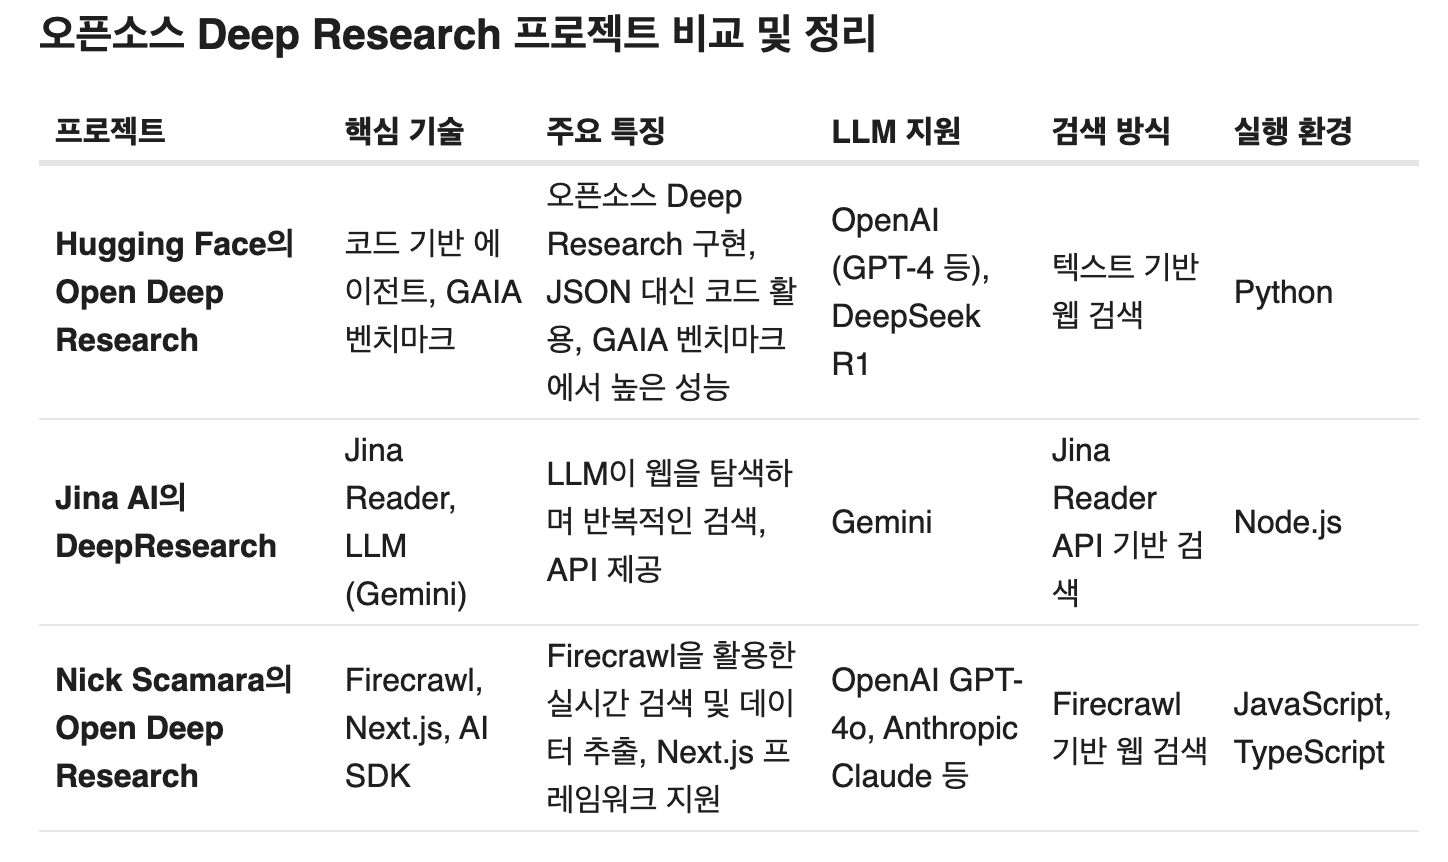 오픈소스 Deep Research 프로젝트 비교 및 정리
프로젝트 핵심 기술 주요 특징 LLM 지원 검색 방식 실행 환경
Hugging Face의
Open Deep
Research
코드 기반 에
이전트, GAIA
벤치마크
오픈소스 Deep
Research 구현,
JSON 대신 코드 활
용, GAIA 벤치마크
에서 높은 성능
OpenAI
(GPT-4 등),
DeepSeek
R1
텍스트 기반
웹 검색
Python
Jina AI의
DeepResearch
Jina
Reader,
LLM
(Gemini)
LLM이 웹을 탐색하
며 반복적인 검색,
API 제공
Gemini
Jina
Reader
API 기반 검
색
Node.js
Nick Scamara의
Open Deep
Research
Firecrawl,
Next.js, AI
SDK
Firecrawl을 활용한
실시간 검색 및 데이
터 추출, Next.js 프
레임워크 지원
OpenAI GPT-
4o, Anthropic
Claude 등
Firecrawl
기반 웹 검색
JavaScript,
TypeScript